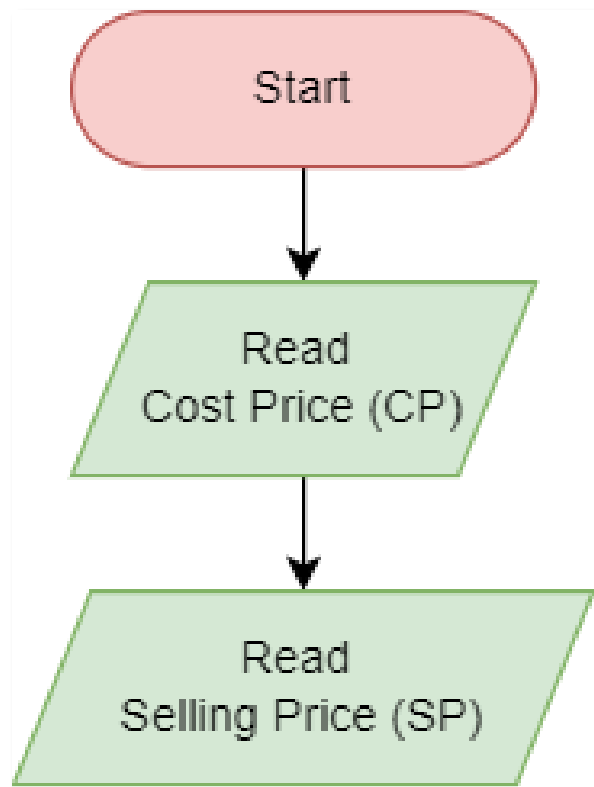 Start
Read
Cost Price (CP)
Read
Selling Price (SP)